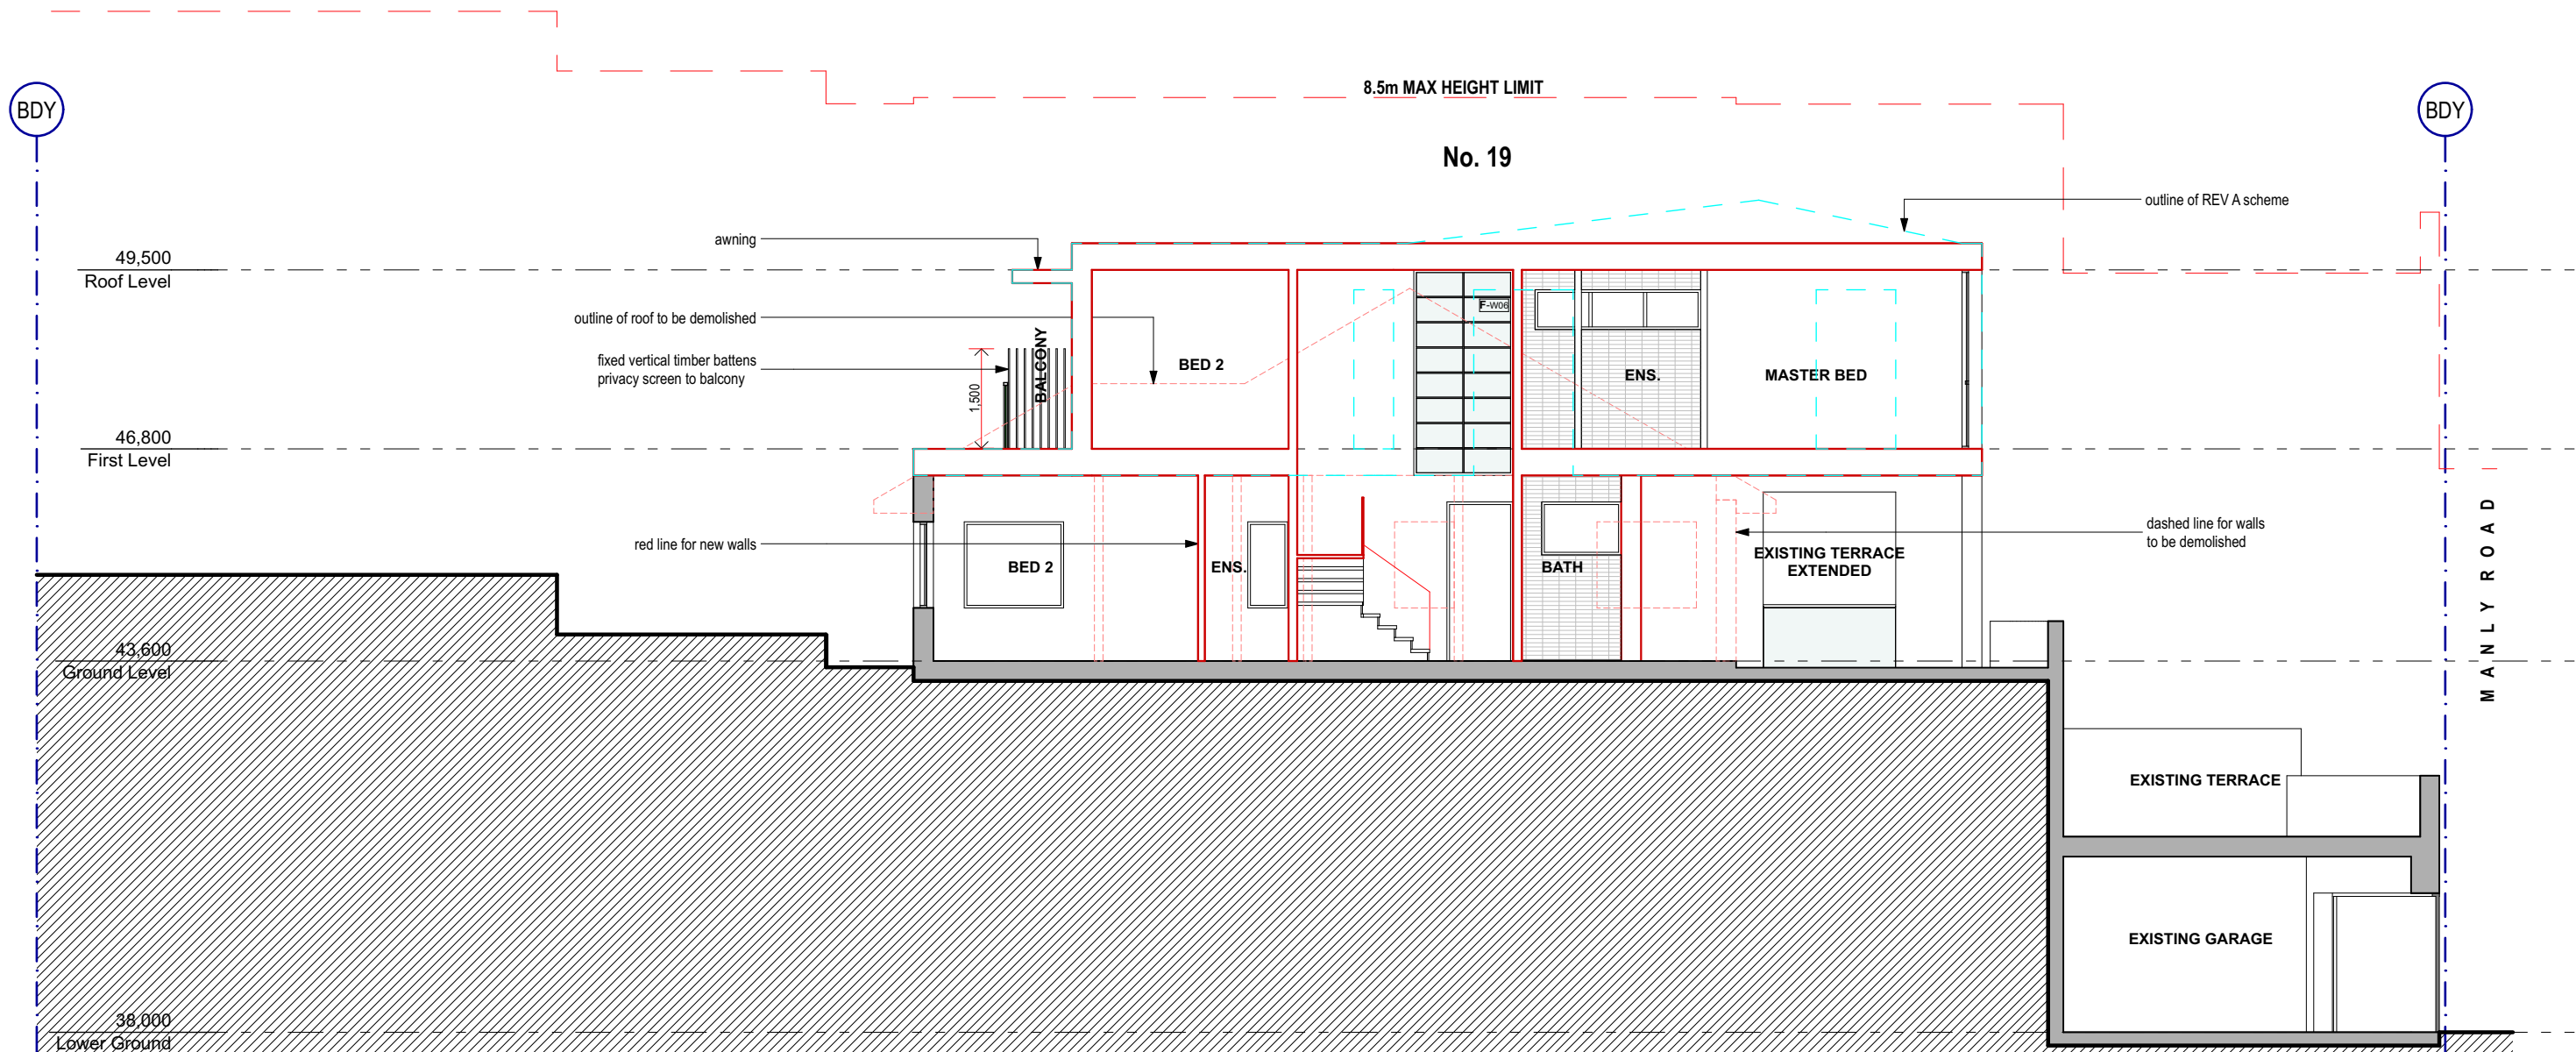 8.5m MAX HEIGHT LIMIT
BDY
BDY
No. 19
outline of REV A scheme
awning
49,500
Roof Level
F-W06
outline of roof to be demolished
BALCONY
fixed vertical timber battens
privacy screen to balcony
BED 2
ENS.
MASTER BED
1,500
46,800
First Level
MANLY ROAD
dashed line for walls
to be demolished
red line for new walls
EXISTING TERRACE
EXTENDED
BED 2
ENS.
BATH
43,600
Ground Level
EXISTING TERRACE
EXISTING GARAGE
38,000
Lower Ground